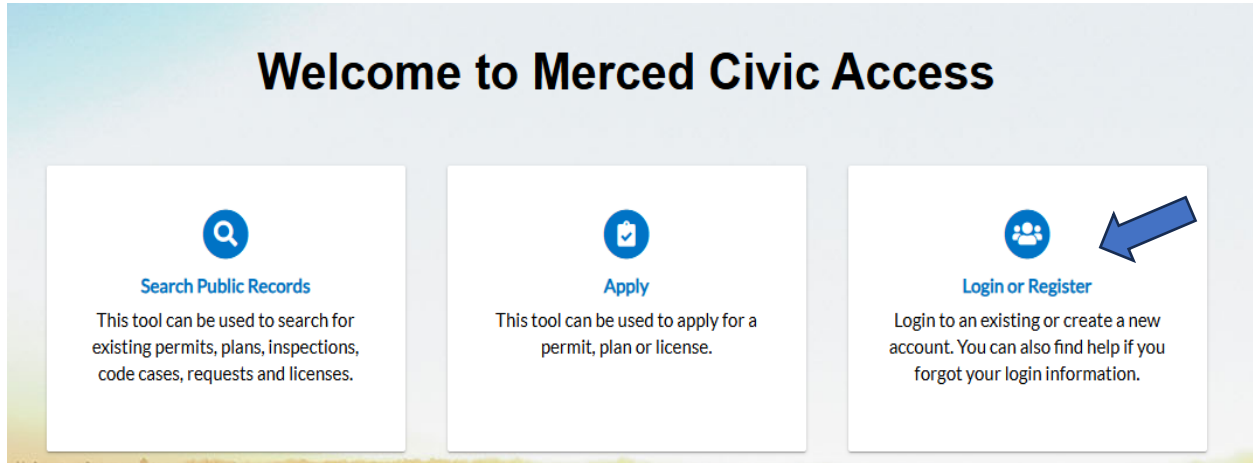 Welcome to Merced Civic Access
Search Public Records
This tool can be used to search for
existing permits, plans, inspections,
code cases, requests and licenses.
Apply
This tool can be used to apply for a
permit, plan or license.
Login or Register
Login to an existing or create a new
account. You can also find help if you
forgot your login information.